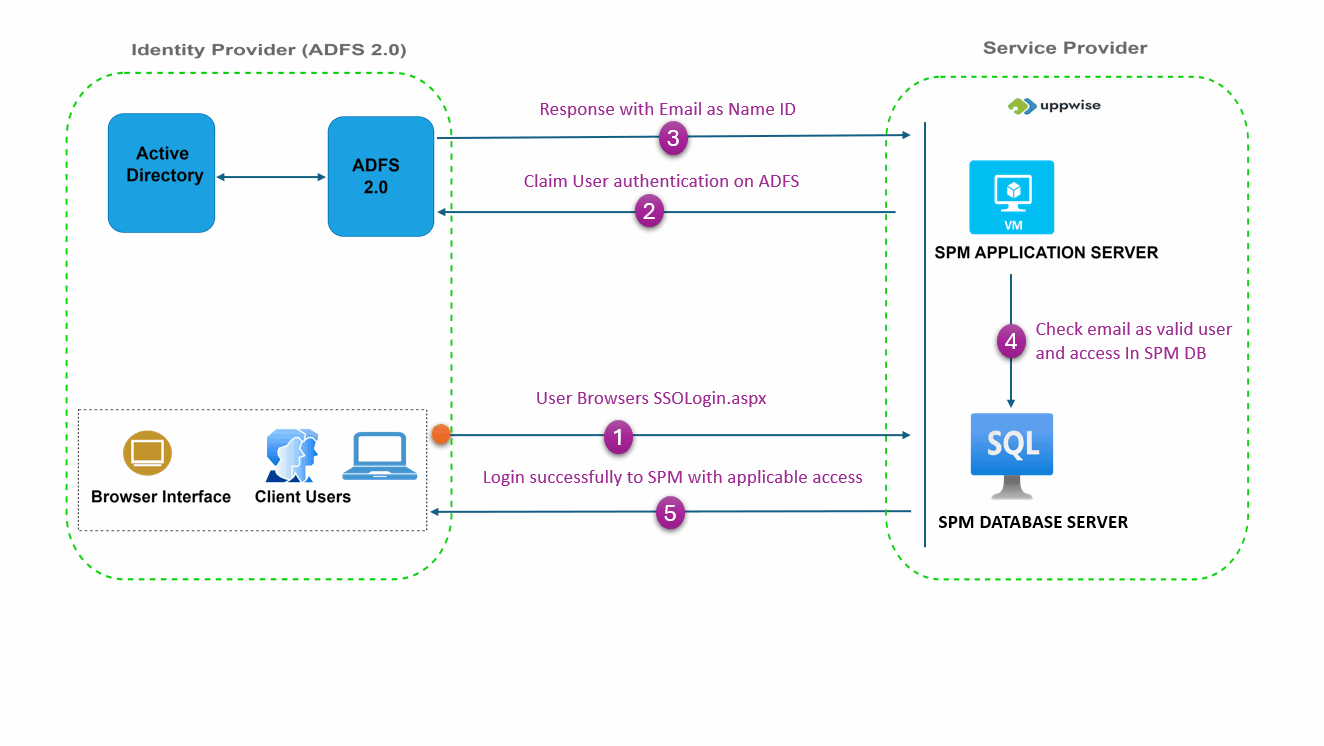 Identity Provider (ADFS 2.0)
Service Provider
uppwise
Response with Email as Name ID
3
Active
Directory
ADFS
2.0
Claim User authentication on ADFS
2
VM
SPM APPLICATION SERVER
4
Check email as valid user
and access In SPM DB
User Browsers SSOLogin.aspx
1
SQL
Browser Interface
Client Users
Login successfully to SPM with applicable access
5
SPM DATABASE SERVER